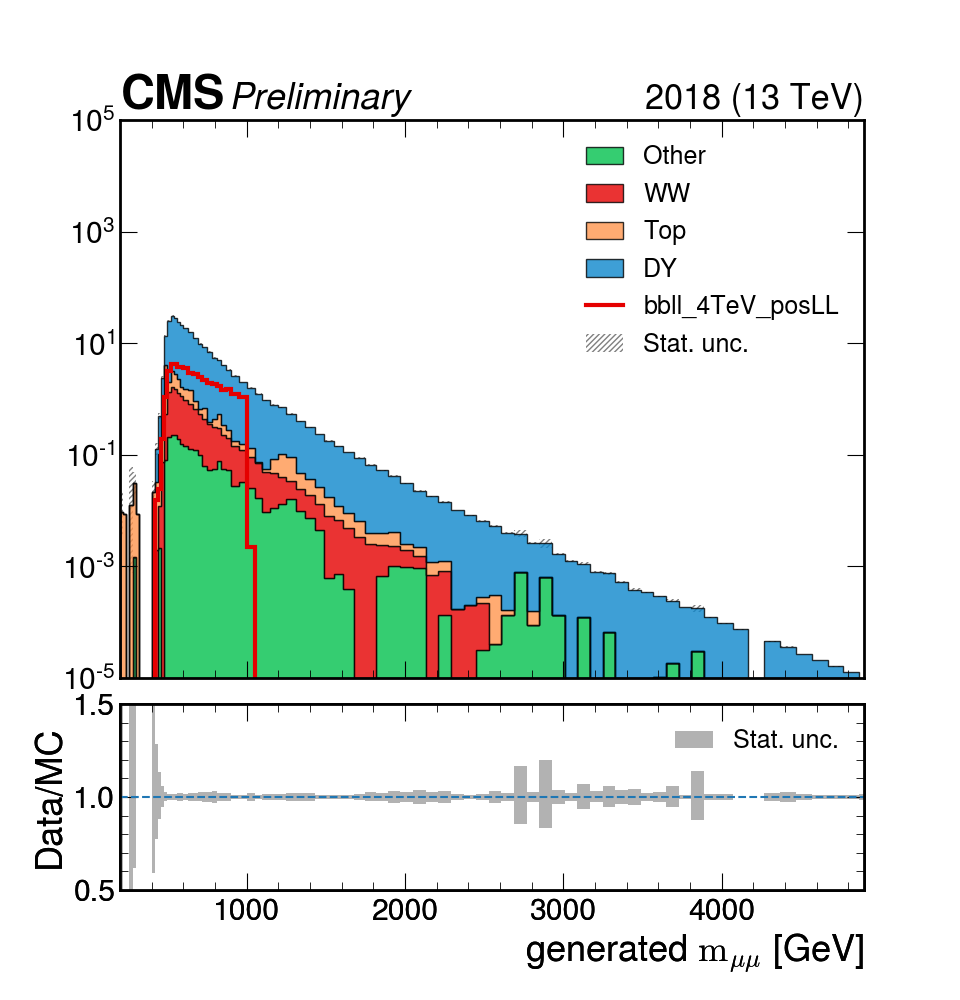 CMS Preliminary 2018 (13 TeV)
10^5
10^3
10^1
10^-1
10^-3
10^-5
Other
WW
Top
DY
bbll_4TeV_posLL
Stat. unc.
1.5
1.0
0.5
Data/MC
Stat. unc.
1000 2000 3000 4000
generated m_μμ [GeV]